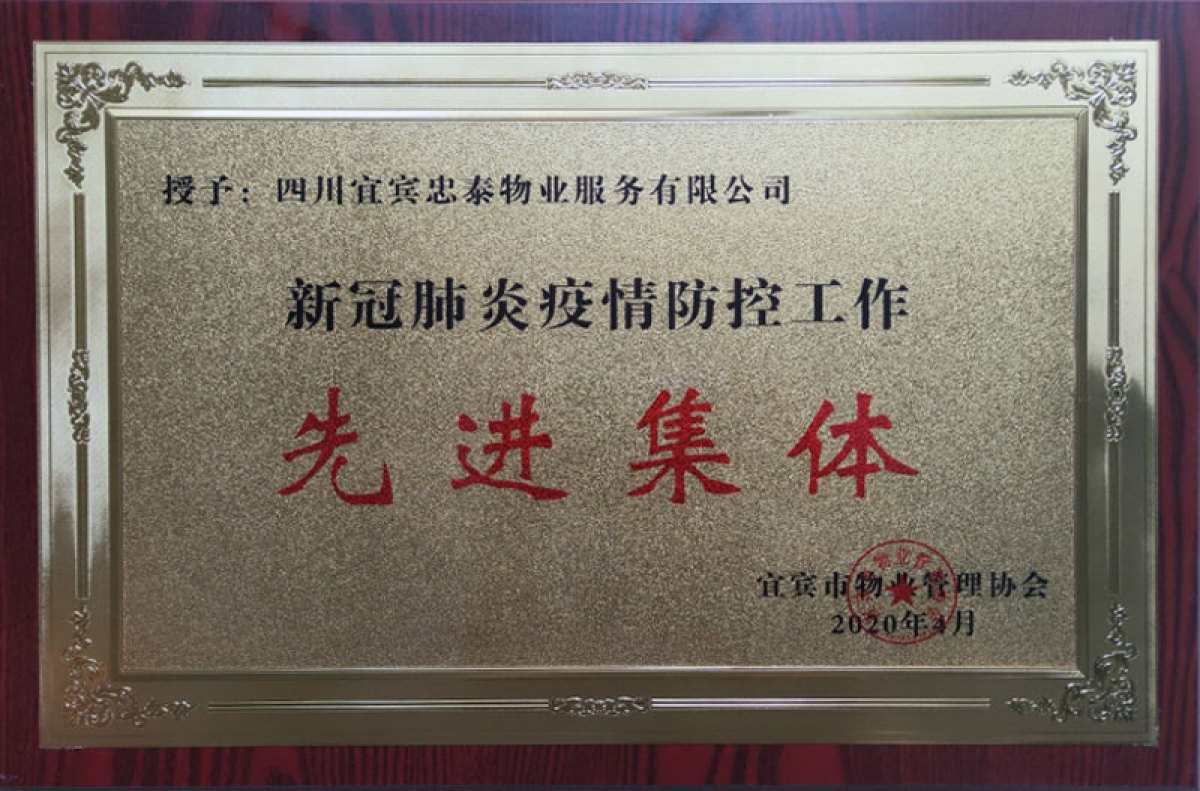 授予：四川宜宾忠泰物业服务有限公司
新冠肺炎疫情防控工作
先进集体
宜宾市物业管理协会
2020年4月